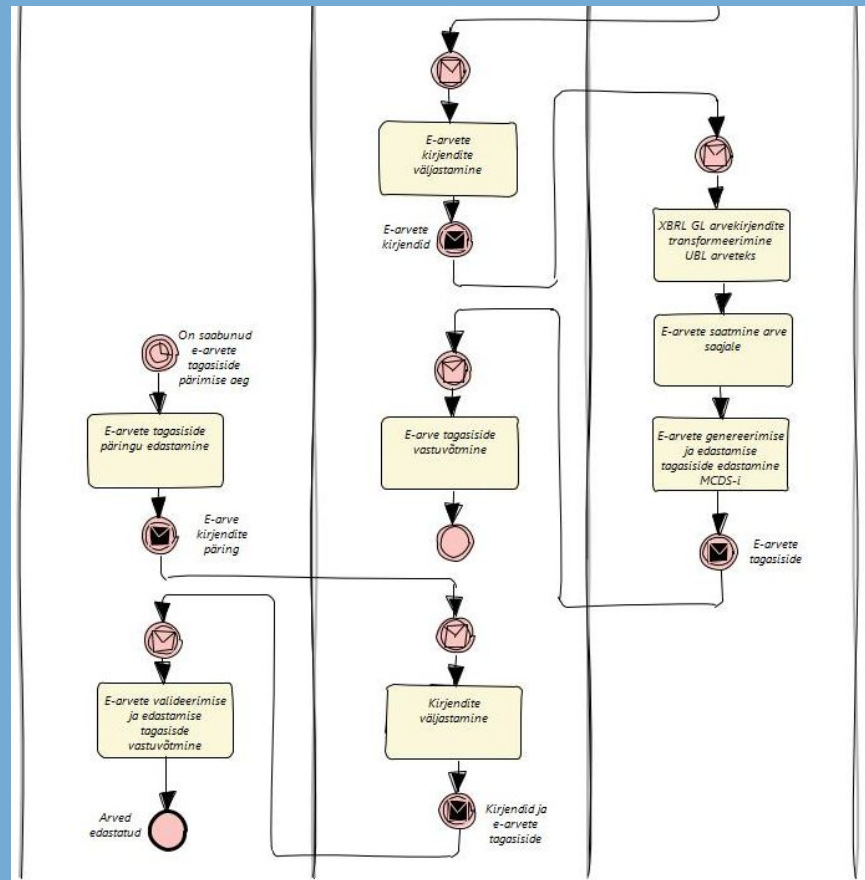 E-arvete
kirjendite
väljastamine
E-arvete
kirjendid
XBRL GL arvekirjendite
transformeerimine
UBL arveteks
E-arvete saatmine arve
saajale
E-arvete genereerimise
ja edastamise
tagasiside edastamine
MCDS-i
E-arvete
tagasiside
E-arve tagasiside
vastuvõtmine
On saabunud
e-arvete
tagasiside
pärimise aeg
E-arvete tagasiside
päringu edastamine
E-arve
kirjendite
päring
Kirjendite
väljastamine
Kirjendid ja
e-arvete
tagasiside
E-arvete valideerimise
ja edastamise
tagasisde
vastuvõtmine
Arved
edastatud